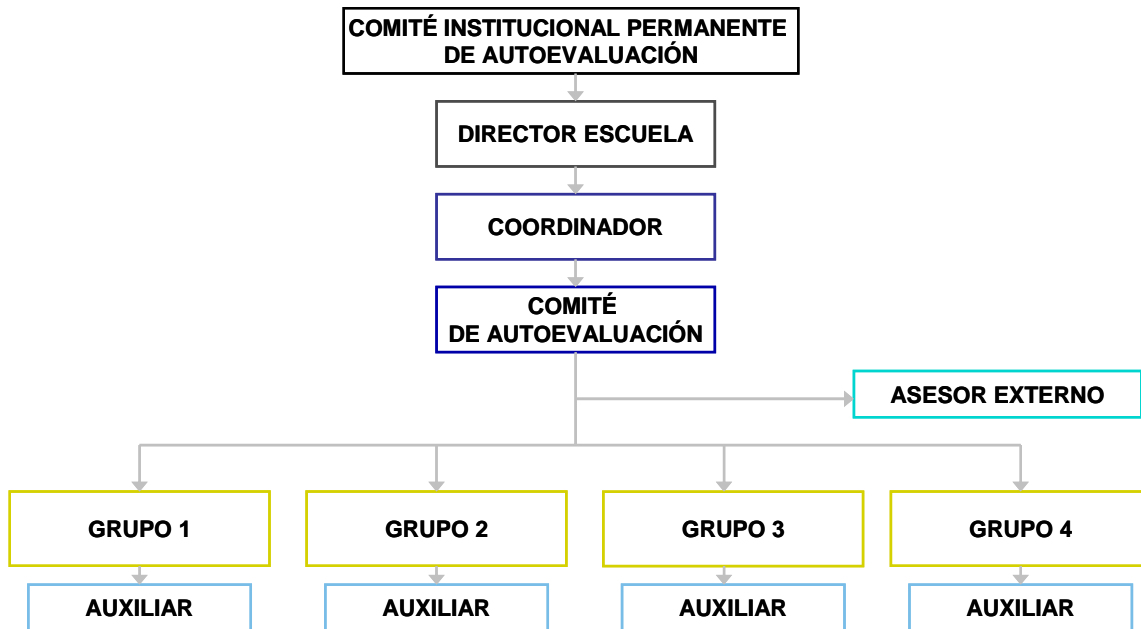 COMITÉ INSTITUCIONAL PERMANENTE
DE AUTOEVALUACIÓN
DIRECTOR ESCUELA
COORDINADOR
COMITÉ
DE AUTOEVALUACIÓN
ASESOR EXTERNO
GRUPO 1
GRUPO 2
GRUPO 3
GRUPO 4
AUXILIAR
AUXILIAR
AUXILIAR
AUXILIAR